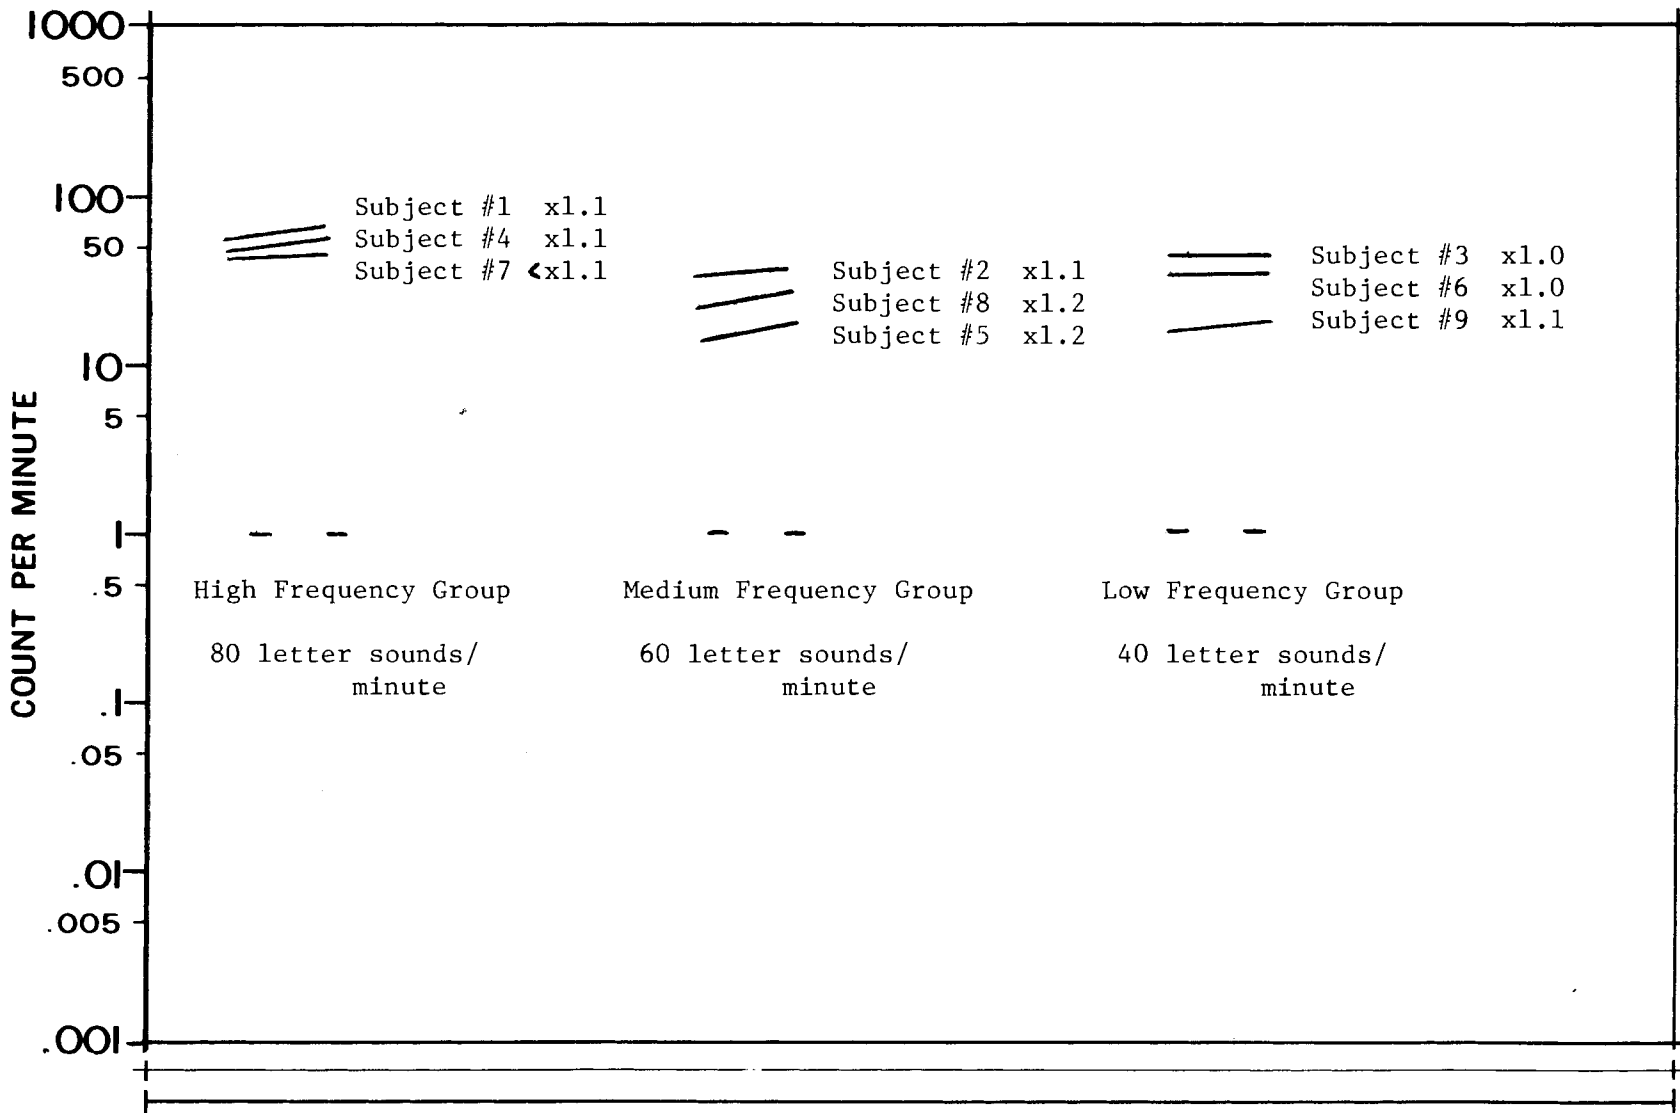 1000
500
100
50
10
5
1
.5
.1
.05
.01
.005
.001
COUNT PER MINUTE
Subject #1 x1.1
Subject #4 x1.1
Subject #7 <x1.1
Subject #2 x1.1
Subject #8 x1.2
Subject #5 x1.2
Subject #3 x1.0
Subject #6 x1.0
Subject #9 x1.1
High Frequency Group
80 letter sounds/
minute
Medium Frequency Group
60 letter sounds/
minute
Low Frequency Group
40 letter sounds/
minute